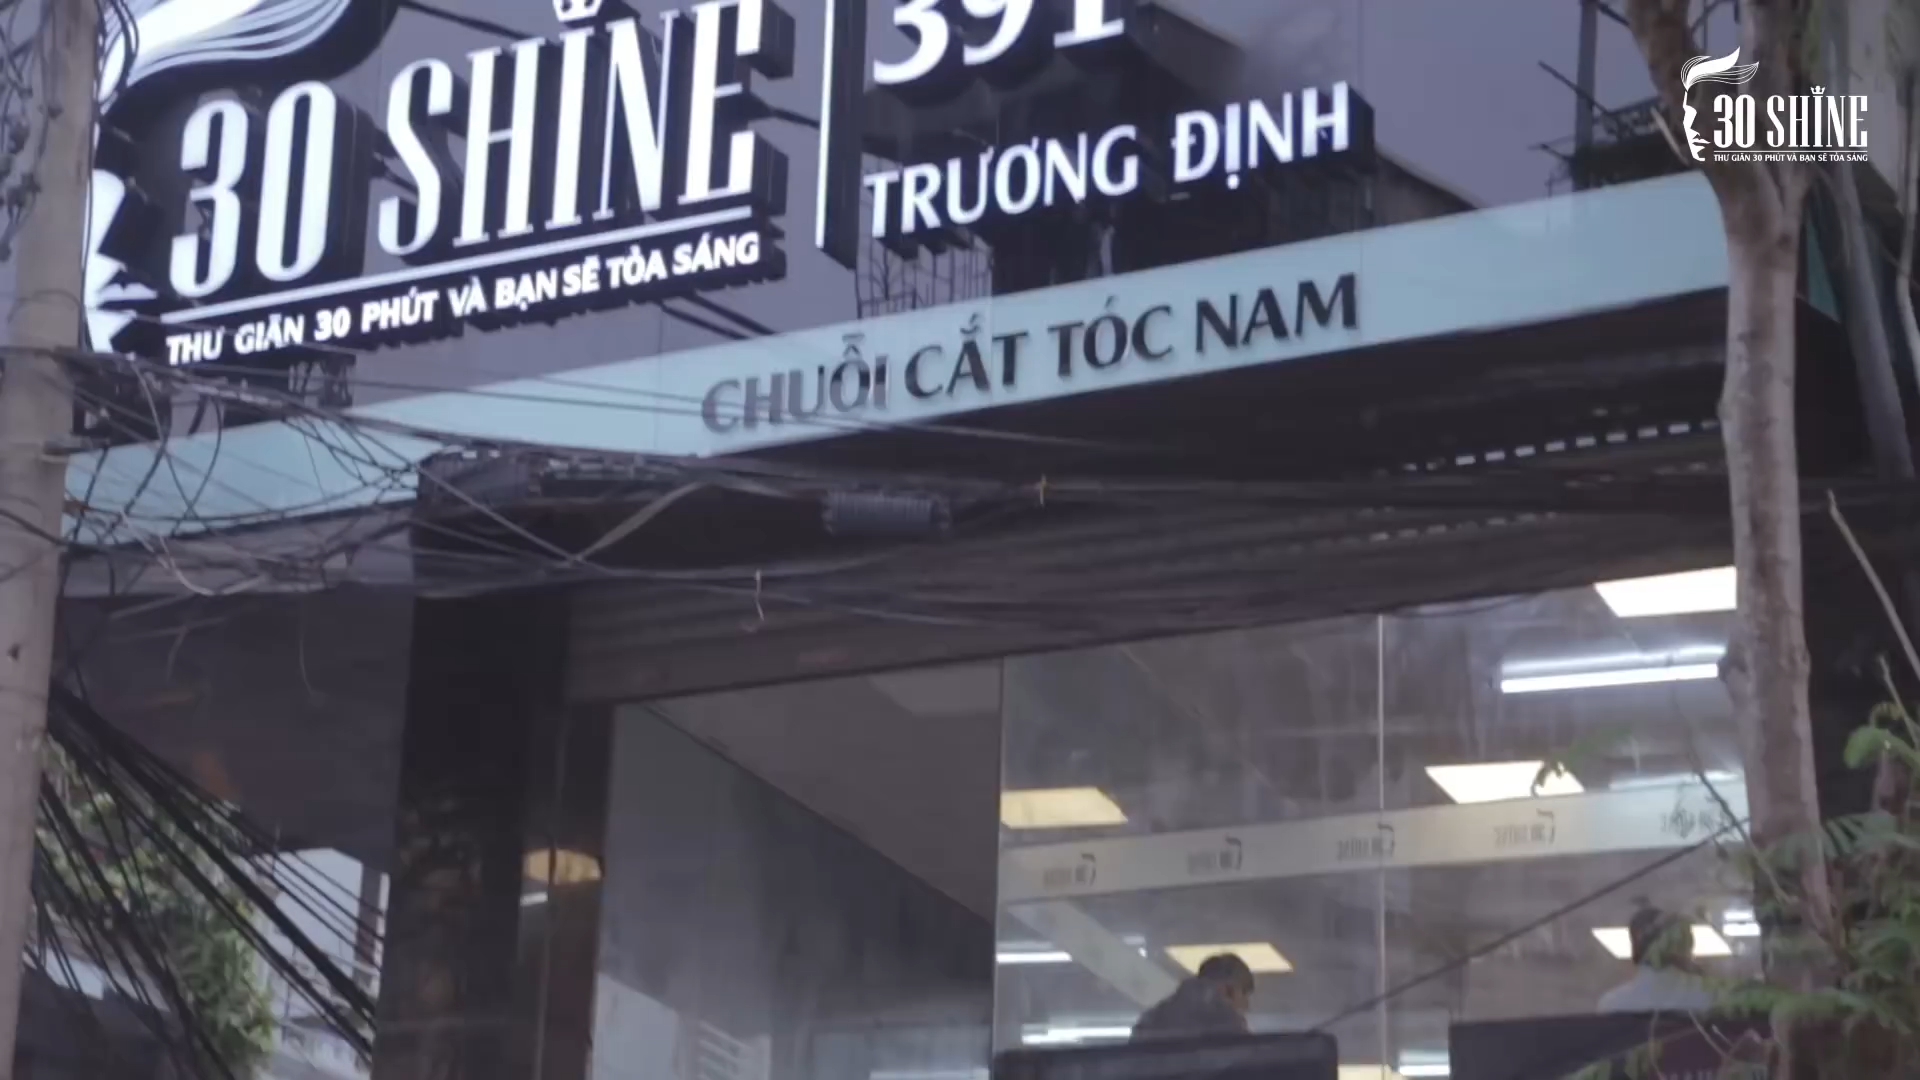 30 SHINE
THƯ GIÃN 30 PHÚT VÀ BẠN SẼ TỎA SÁNG
391
TRƯƠNG ĐỊNH
CHUỖI CẮT TÓC NAM
30 SHINE
THƯ GIÃN 30 PHÚT VÀ BẠN SẼ TỎA SÁNG